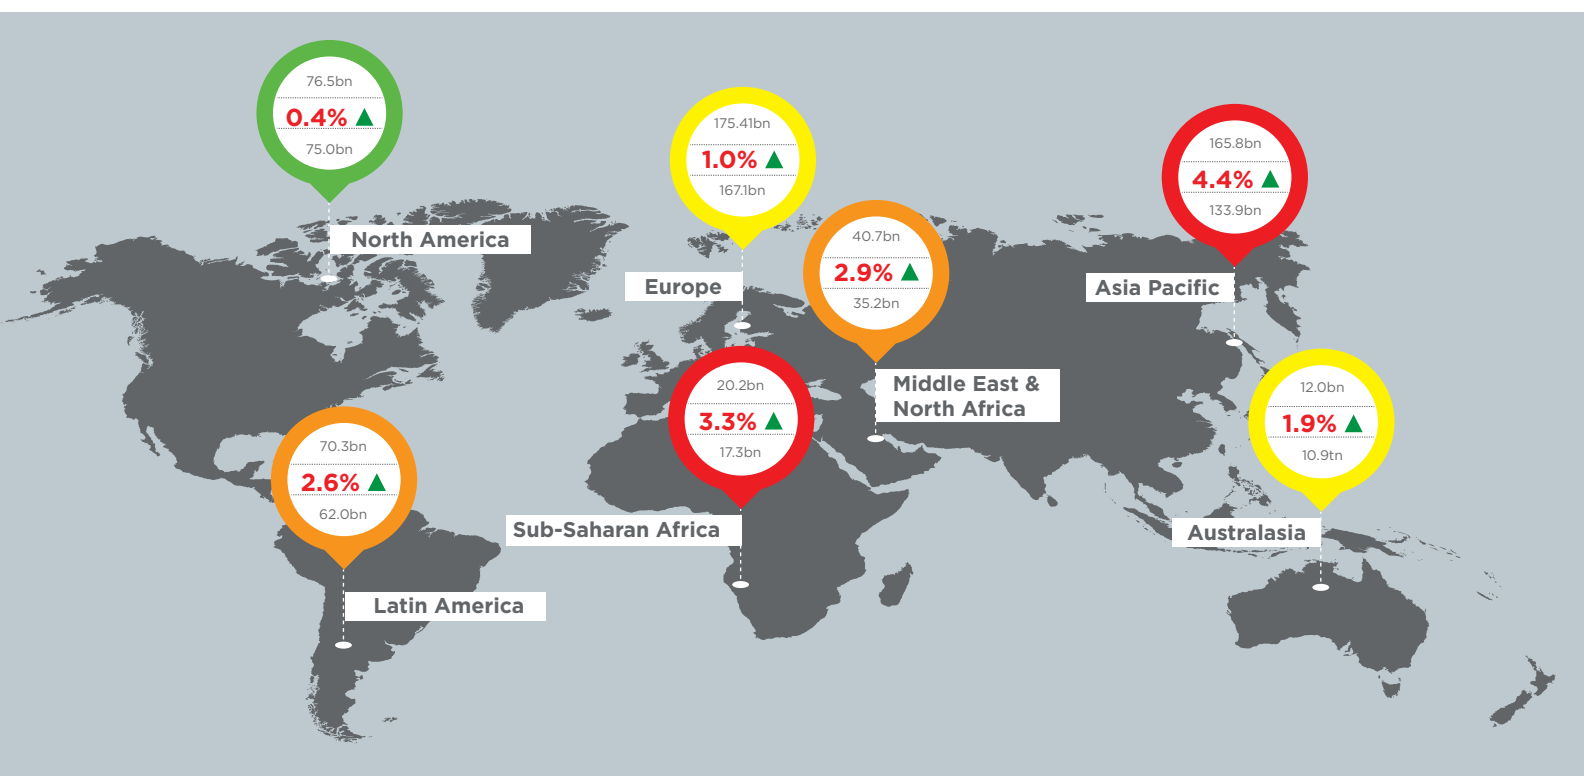 76.5bn
0.4%
75.0bn
North America
175.41bn
1.0%
167.1bn
Europe
40.7bn
2.9%
35.2bn
Middle East &
North Africa
165.8bn
4.4%
133.9bn
Asia Pacific
70.3bn
2.6%
62.0bn
Latin America
20.2bn
3.3%
17.3bn
Sub-Saharan Africa
12.0bn
1.9%
10.9tn
Australasia